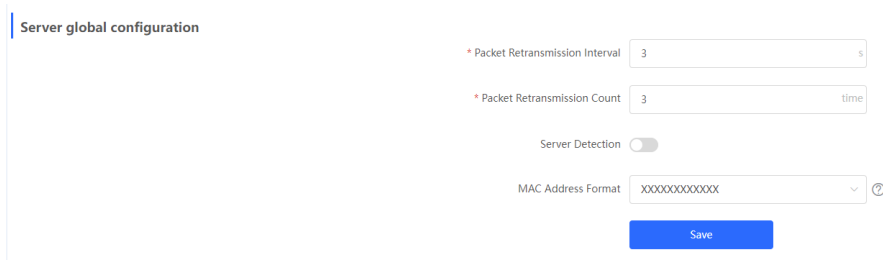 Server global configuration
* Packet Retransmission Interval 3 s
* Packet Retransmission Count 3 time
Server Detection
MAC Address Format XXXXXXXXXXXX ?
Save